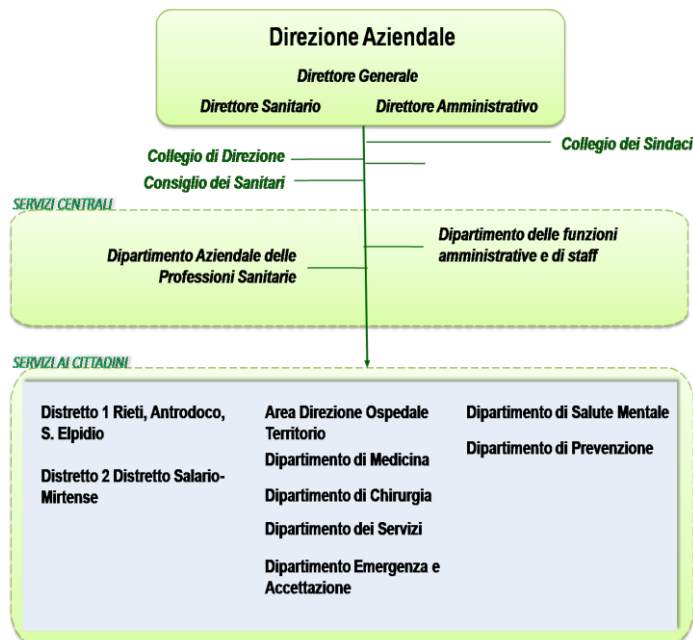 Direzione Aziendale
Direttore Generale
Direttore Sanitario
Direttore Amministrativo
Collegio dei Sindaci
Collegio di Direzione
Consiglio dei Sanitari
SERVIZI CENTRALI
Dipartimento Aziendale delle
Professioni Sanitarie
Dipartimento delle funzioni
amministrative e di staff
SERVIZI AI CITTADINI
Distretto 1 Rieti, Antrodoco,
S. Elpidio
Distretto 2 Distretto Salario-
Mirtense
Area Direzione Ospedale
Territorio
Dipartimento di Medicina
Dipartimento di Chirurgia
Dipartimento dei Servizi
Dipartimento Emergenza e
Accettazione
Dipartimento di Salute Mentale
Dipartimento di Prevenzione